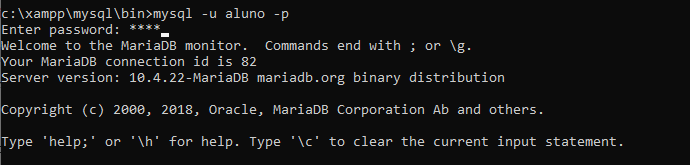 c:\xampp\mysql\bin>mysql -u aluno -p
Enter password: ****
Welcome to the MariaDB monitor.  Commands end with ; or \g.
Your MariaDB connection id is 82
Server version: 10.4.22-MariaDB mariadb.org binary distribution
Copyright (c) 2000, 2018, Oracle, MariaDB Corporation Ab and others.
Type 'help;' or '\h' for help. Type '\c' to clear the current input statement.